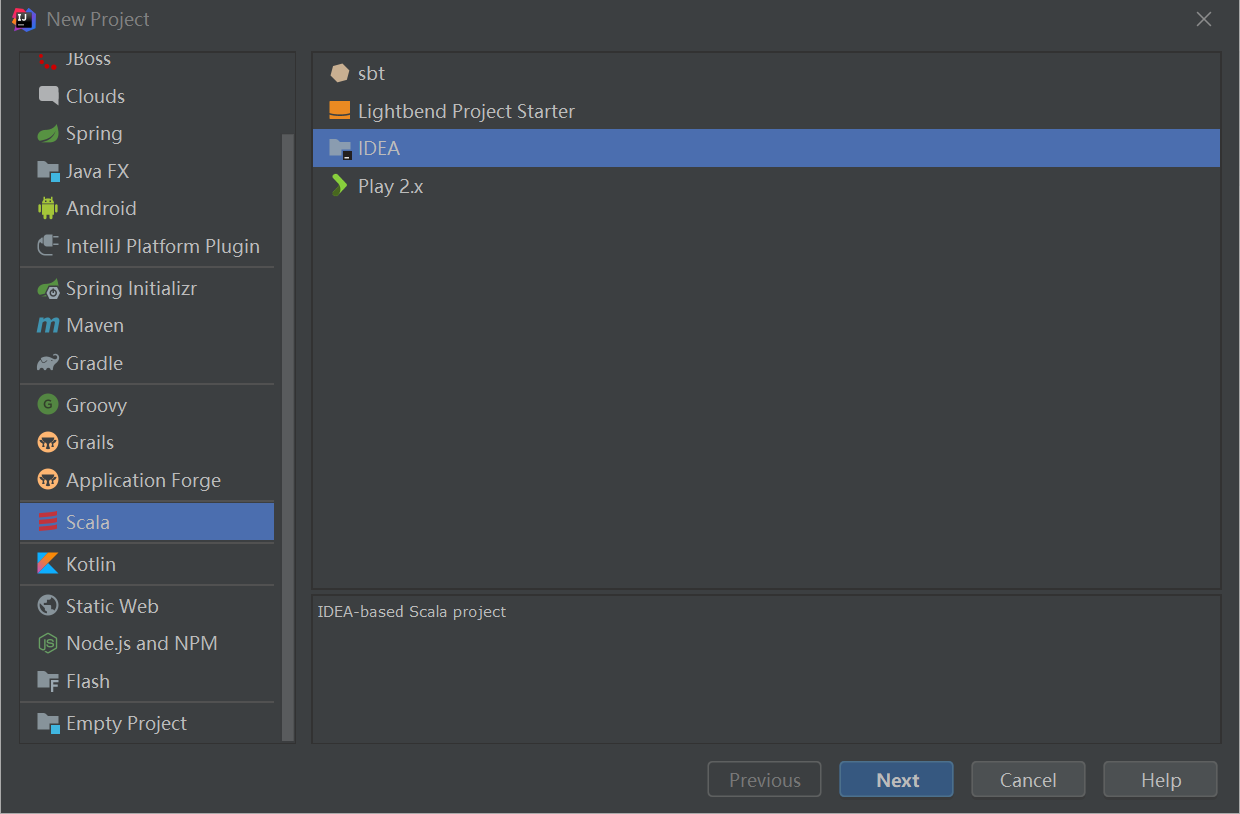 New Project
JBoss
Clouds
Spring
Java FX
Android
IntelliJ Platform Plugin
Spring Initializr
Maven
Gradle
Groovy
Grails
Application Forge
Scala
Kotlin
Static Web
Node.js and NPM
Flash
Empty Project
sbt
Lightbend Project Starter
IDEA
Play 2.x
IDEA-based Scala project
Previous
Next
Cancel
Help